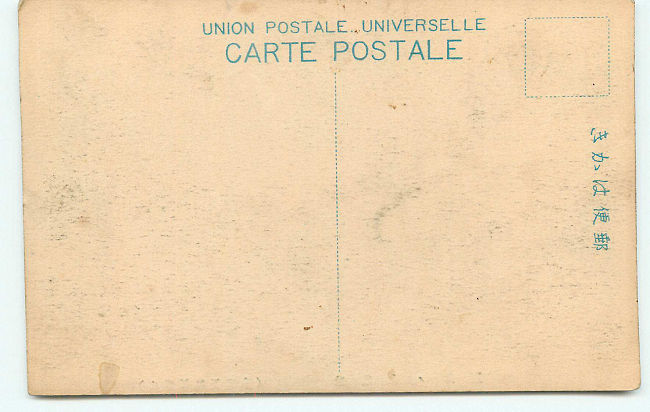 UNION POSTALE UNIVERSELLE
CARTE POSTALE
郵便はかき